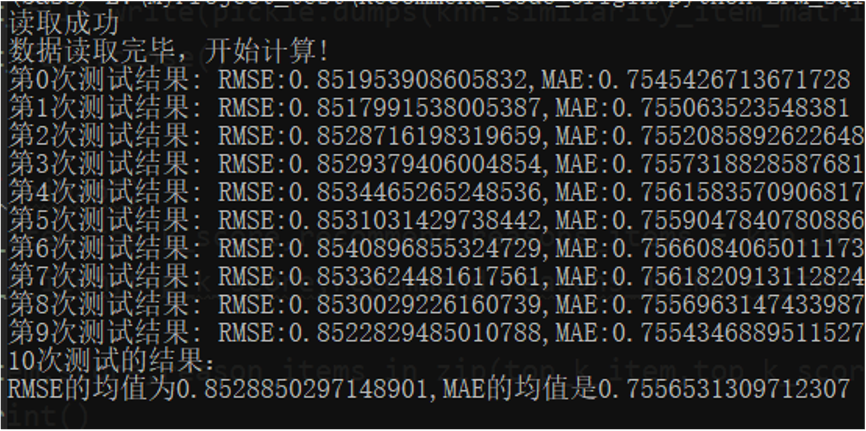 读取成功
数据读取完毕，开始计算!
第0次测试结果: RMSE:0.851953908605832,MAE:0.7545426713671728
第1次测试结果: RMSE:0.85179915380​05387,MAE:0.755063523548381
第2次测试结果: RMSE:0.8528716198319659,MAE:0.7552085892622648
第3次测试结果: RMSE:0.8529379406004854,MAE:0.7557318828587681
第4次测试结果: RMSE:0.8534465265248536,MAE:0.7561583570906817
第5次测试结果: RMSE:0.8531031429738442,MAE:0.7559047840780886
第6次测试结果: RMSE:0.8540896855324729,MAE:0.7566084065011173
第7次测试结果: RMSE:0.8533624481617561,MAE:0.7561820913112824
第8次测试结果: RMSE:0.8530029226160739,MAE:0.7556963147433987
第9次测试结果: RMSE:0.8522829485010788,MAE:0.7554346889511527
10次测试的结果:
RMSE的均值为0.8528850297148901,MAE的均值是0.7556531309712307